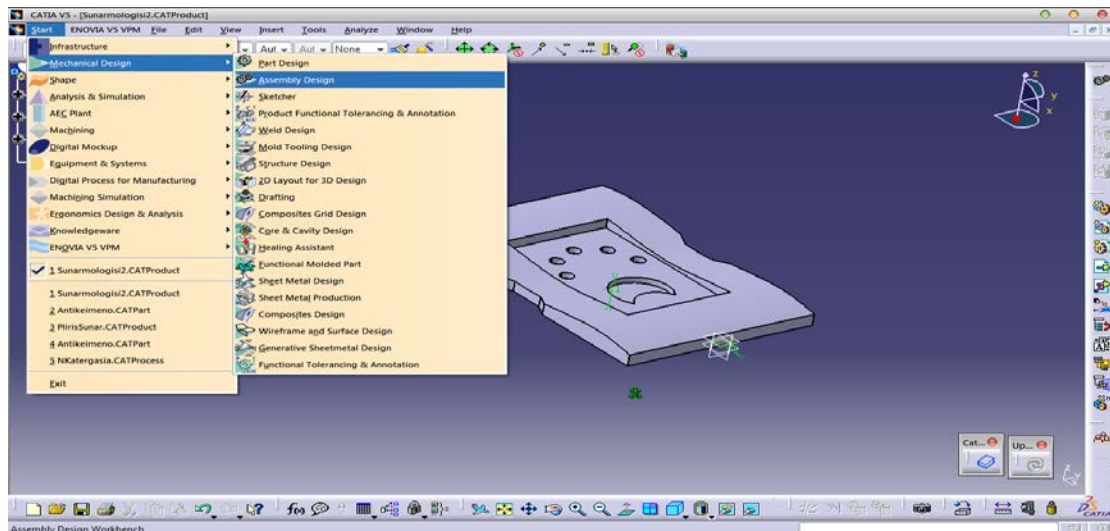 CATIA V5 - [Sunarmologisi2.CATProduct]
Start ENOVIA V5 VPM File Edit View Insert Tools Analyze Window Help
Aut Aut None
Infrastructure
Mechanical Design
Shape
Analysis & Simulation
AEC Plant
Machining
Digital Mockup
Equipment & Systems
Digital Process for Manufacturing
Machining Simulation
Ergonomics Design & Analysis
Knowledgeware
ENOVIA V5 VPM
1 Sunarmologisi2.CATProduct
1 Sunarmologisi2.CATProduct
2 Antikeimeno.CATPart
3 PlirisSunar.CATProduct
4 Antikeimeno.CATPart
5 NKatergasia.CATProcess
Exit
Part Design
Assembly Design
Sketcher
Product Functional Tolerancing & Annotation
Weld Design
Mold Tooling Design
Structure Design
2D Layout for 3D Design
Drafting
Composites Grid Design
Core & Cavity Design
Healing Assistant
Functional Molded Part
Sheet Metal Design
Sheet Metal Production
Composites Design
Wireframe and Surface Design
Generative Sheetmetal Design
Functional Tolerancing & Annotation
z
y
x
Cat... Up...
CATIA
Assembly Design Workbench